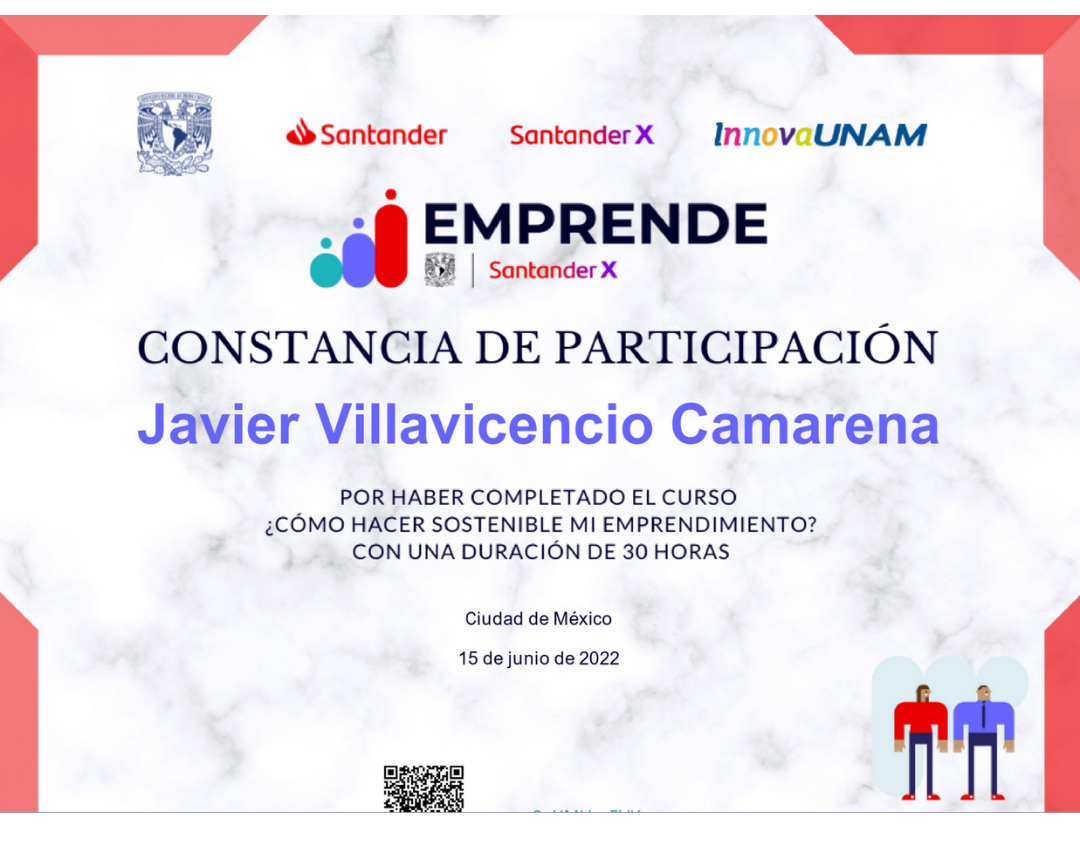 Santander
Santander X
InnovaUNAM
EMPRENDE
Santander X
CONSTANCIA DE PARTICIPACIÓN
Javier Villavicencio Camarena
POR HABER COMPLETADO EL CURSO
¿CÓMO HACER SOSTENIBLE MI EMPRENDIMIENTO?
CON UNA DURACIÓN DE 30 HORAS
Ciudad de México
15 de junio de 2022